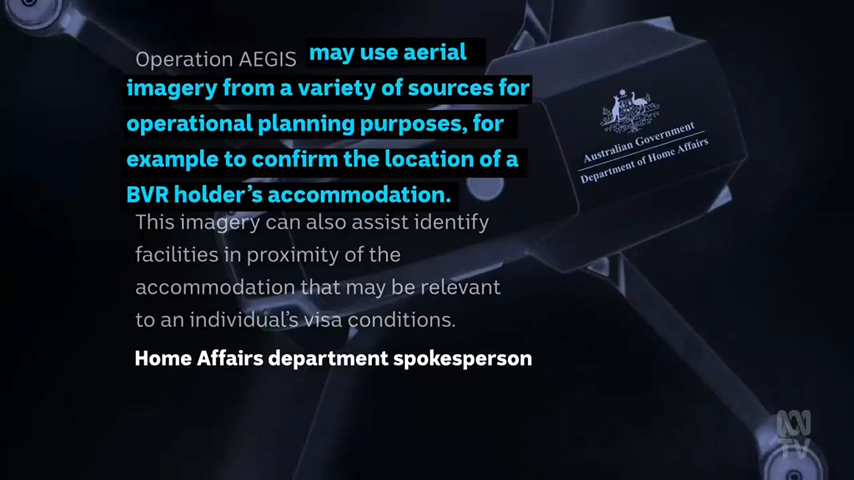 Operation AEGIS may use aerial
imagery from a variety of sources for
operational planning purposes, for
example to confirm the location of a
BVR holder's accommodation.
This imagery can also assist identify
facilities in proximity of the
accommodation that may be relevant
to an individual's visa conditions.
Home Affairs department spokesperson
Australian Government
Department of Home Affairs
TV